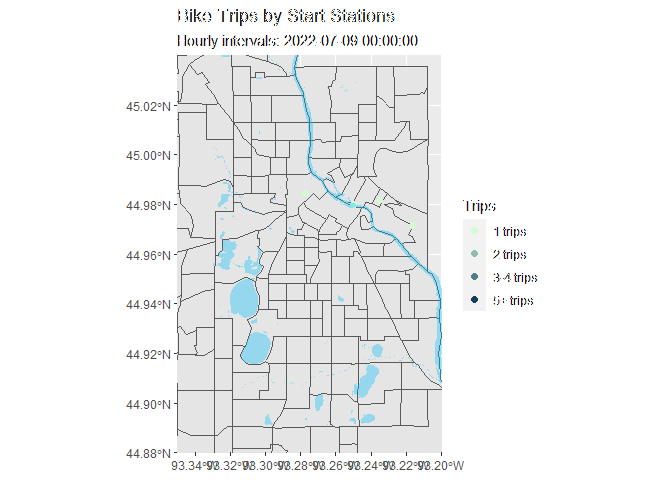 Bike Trips by Start Stations
Hourly intervals: 2022-07-09 00:00:00
45.02°N
45.00°N
44.98°N
44.96°N
44.94°N
44.92°N
44.90°N
44.88°N
93.34°W
93.32°W
93.30°W
93.28°W
93.26°W
93.24°W
93.22°W
93.20°W
Trips
1 trips
2 trips
3-4 trips
5+ trips